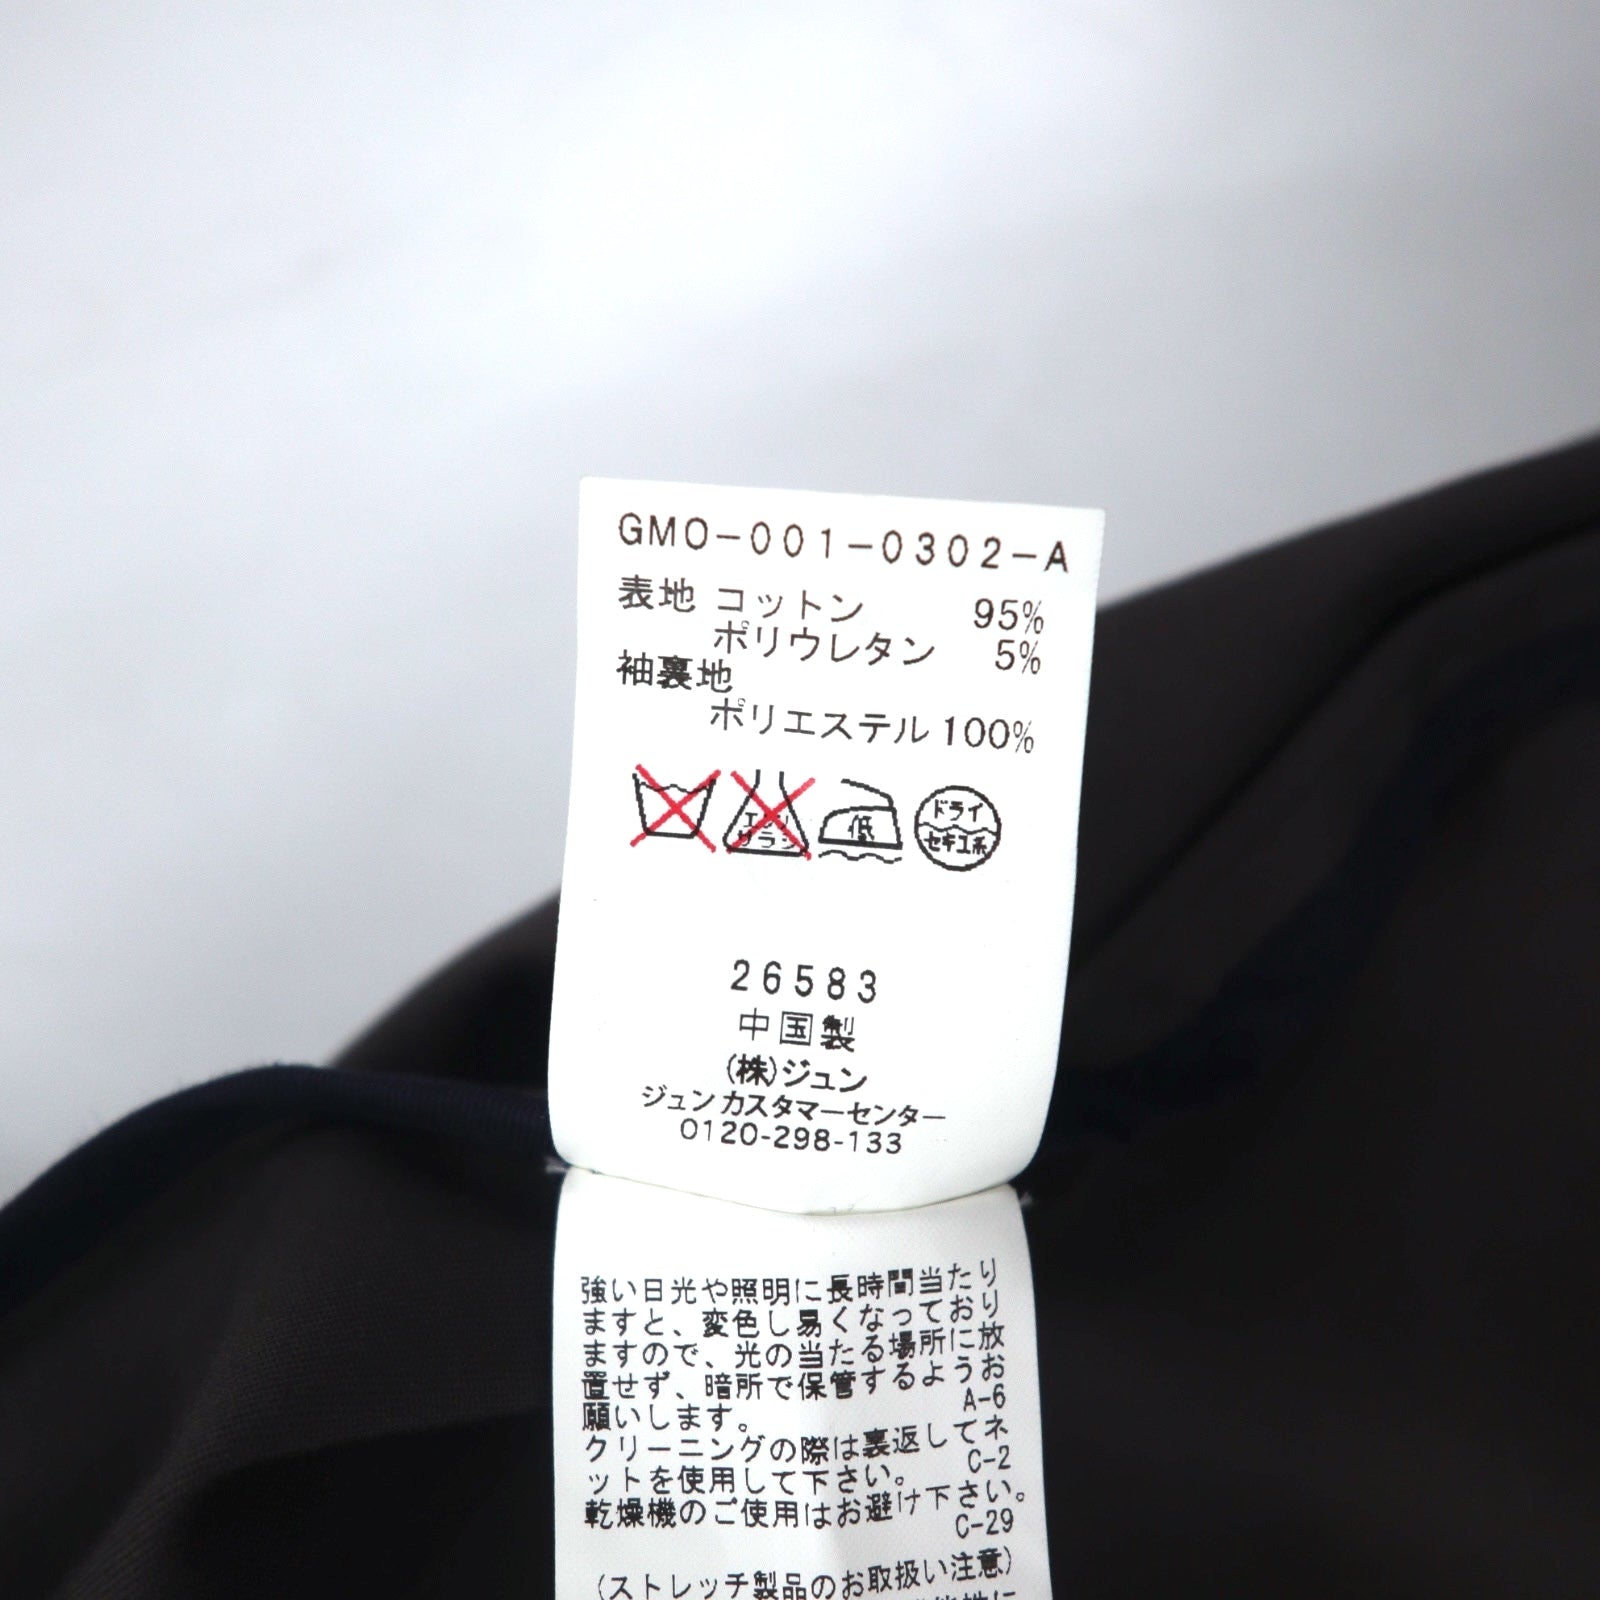 GMO-001-0302-A
表地 コットン 95%
ポリウレタン 5%
袖裏地
ポリエステル 100%
エンソ
サラシ
低
ドライ
セキユ系
26583
中国製
(株)ジュン
ジュンカスタマーセンター
0120-298-133
強い日光や照明に長時間当たり
ますと、変色し易くなっており
ますので、光の当たる場所に放
置せず、暗所で保管するようお
願いします。 A-6
クリーニングの際は裏返してネ
ットを使用して下さい。 C-2
乾燥機のご使用はお避け下さい。
C-29
(ストレッチ製品のお取扱い注意)